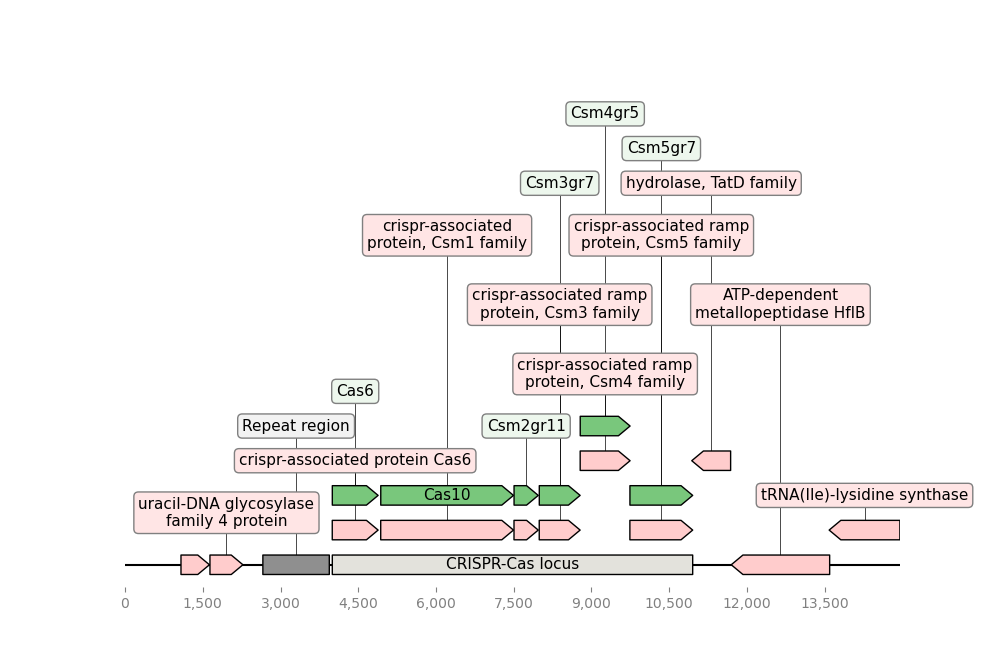 Csm4gr5
Csm5gr7
Csm3gr7
hydrolase, TatD family
crispr-associated
protein, Csm1 family
crispr-associated ramp
protein, Csm5 family
crispr-associated ramp
protein, Csm3 family
ATP-dependent
metallopeptidase HflB
crispr-associated ramp
protein, Csm4 family
Cas6
Repeat region
Csm2gr11
crispr-associated protein Cas6
Cas10
tRNA(Ile)-lysidine synthase
uracil-DNA glycosylase
family 4 protein
CRISPR-Cas locus
0 1,500 3,000 4,500 6,000 7,500 9,000 10,500 12,000 13,500